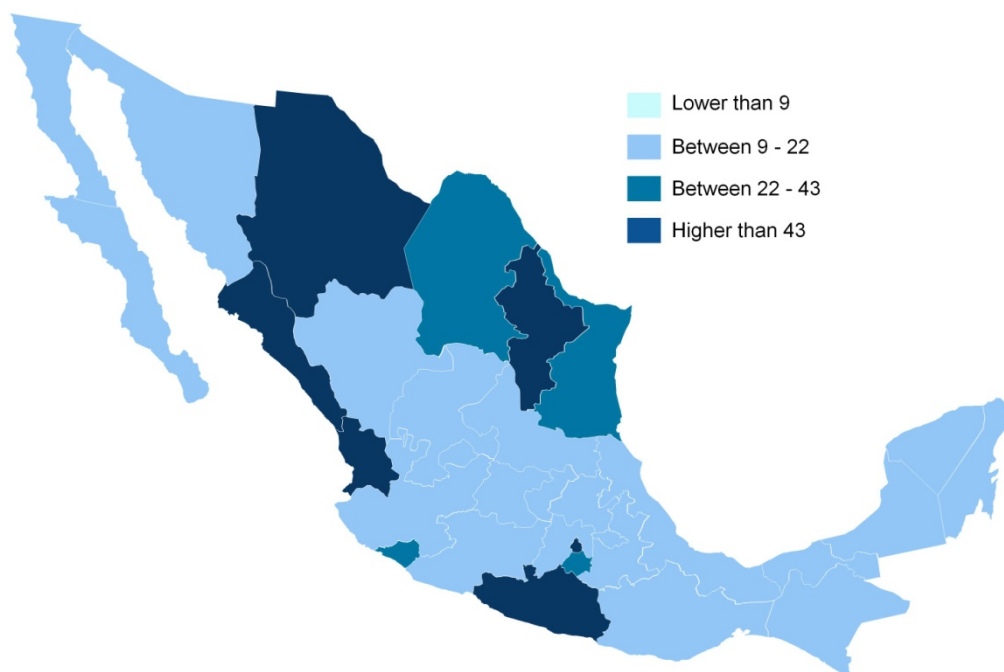 Lower than 9
Between 9 - 22
Between 22 - 43
Higher than 43